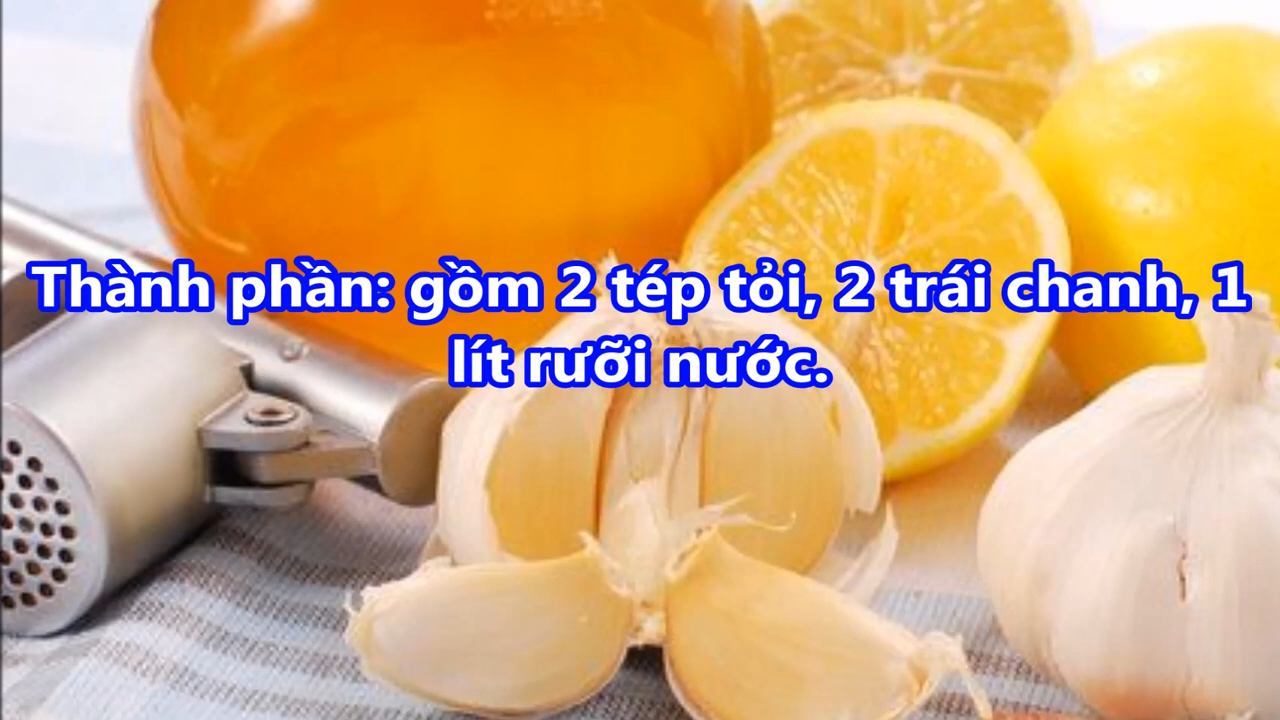 Thành phần: gồm 2 tép tỏi, 2 trái chanh, 1
lít rưỡi nước.